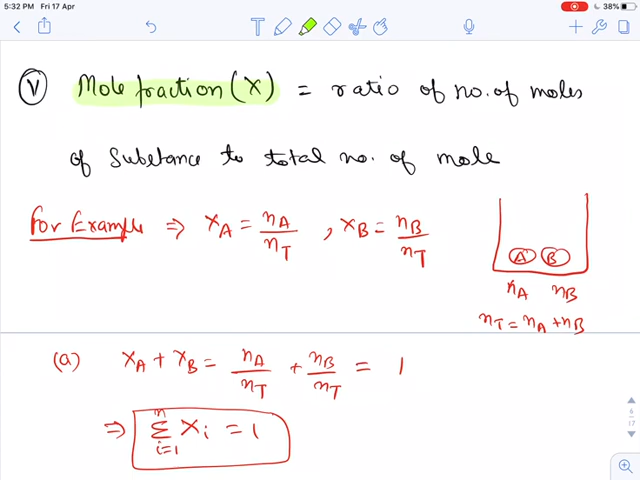 5:32 PM Fri 17 Apr
38%
(V) Mole fraction (X) = ratio of no. of moles
of Substance to total no. of mole
For Example ⇒ xA = nA/nT , xB = nB/nT
A B
nA nB
nT = nA + nB
(a) xA + xB = nA/nT + nB/nT = 1
⇒ n Σ i=1 xi = 1
6
17